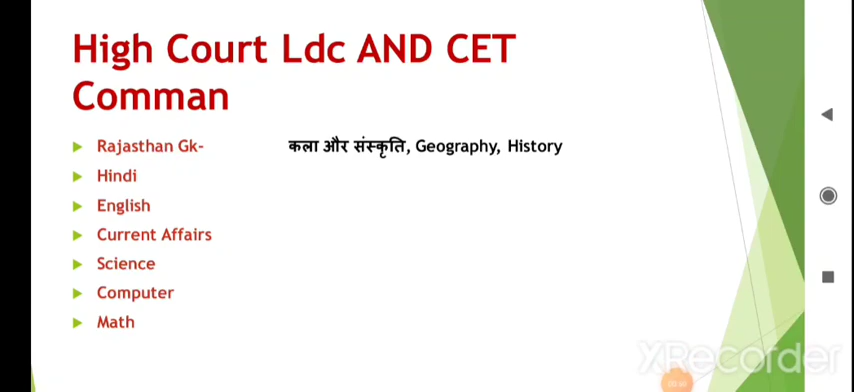 High Court Ldc AND CET
Comman
Rajasthan Gk- कला और संस्कृति, Geography, History
Hindi
English
Current Affairs
Science
Computer
Math
XRecorder